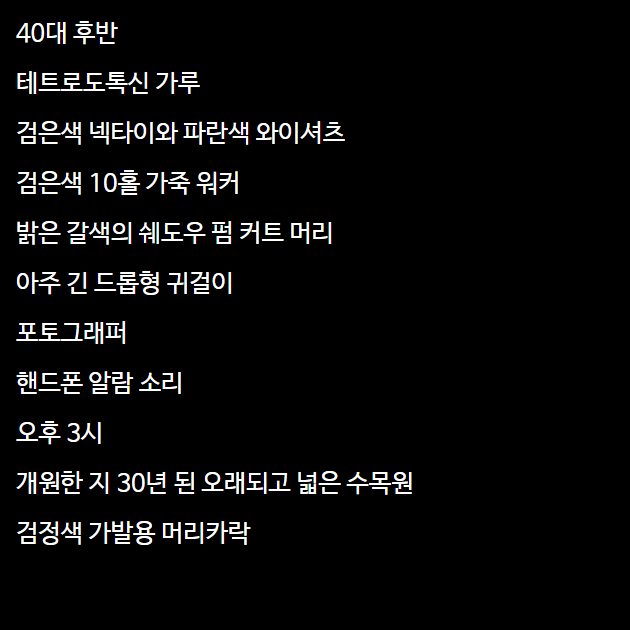 40대 후반
테트로도톡신 가루
검은색 넥타이와 파란색 와이셔츠
검은색 10홀 가죽 워커
밝은 갈색의 쉐도우 펌 커트 머리
아주 긴 드롭형 귀걸이
포토그래퍼
핸드폰 알람 소리
오후 3시
개원한 지 30년 된 오래되고 넓은 수목원
검정색 가발용 머리카락